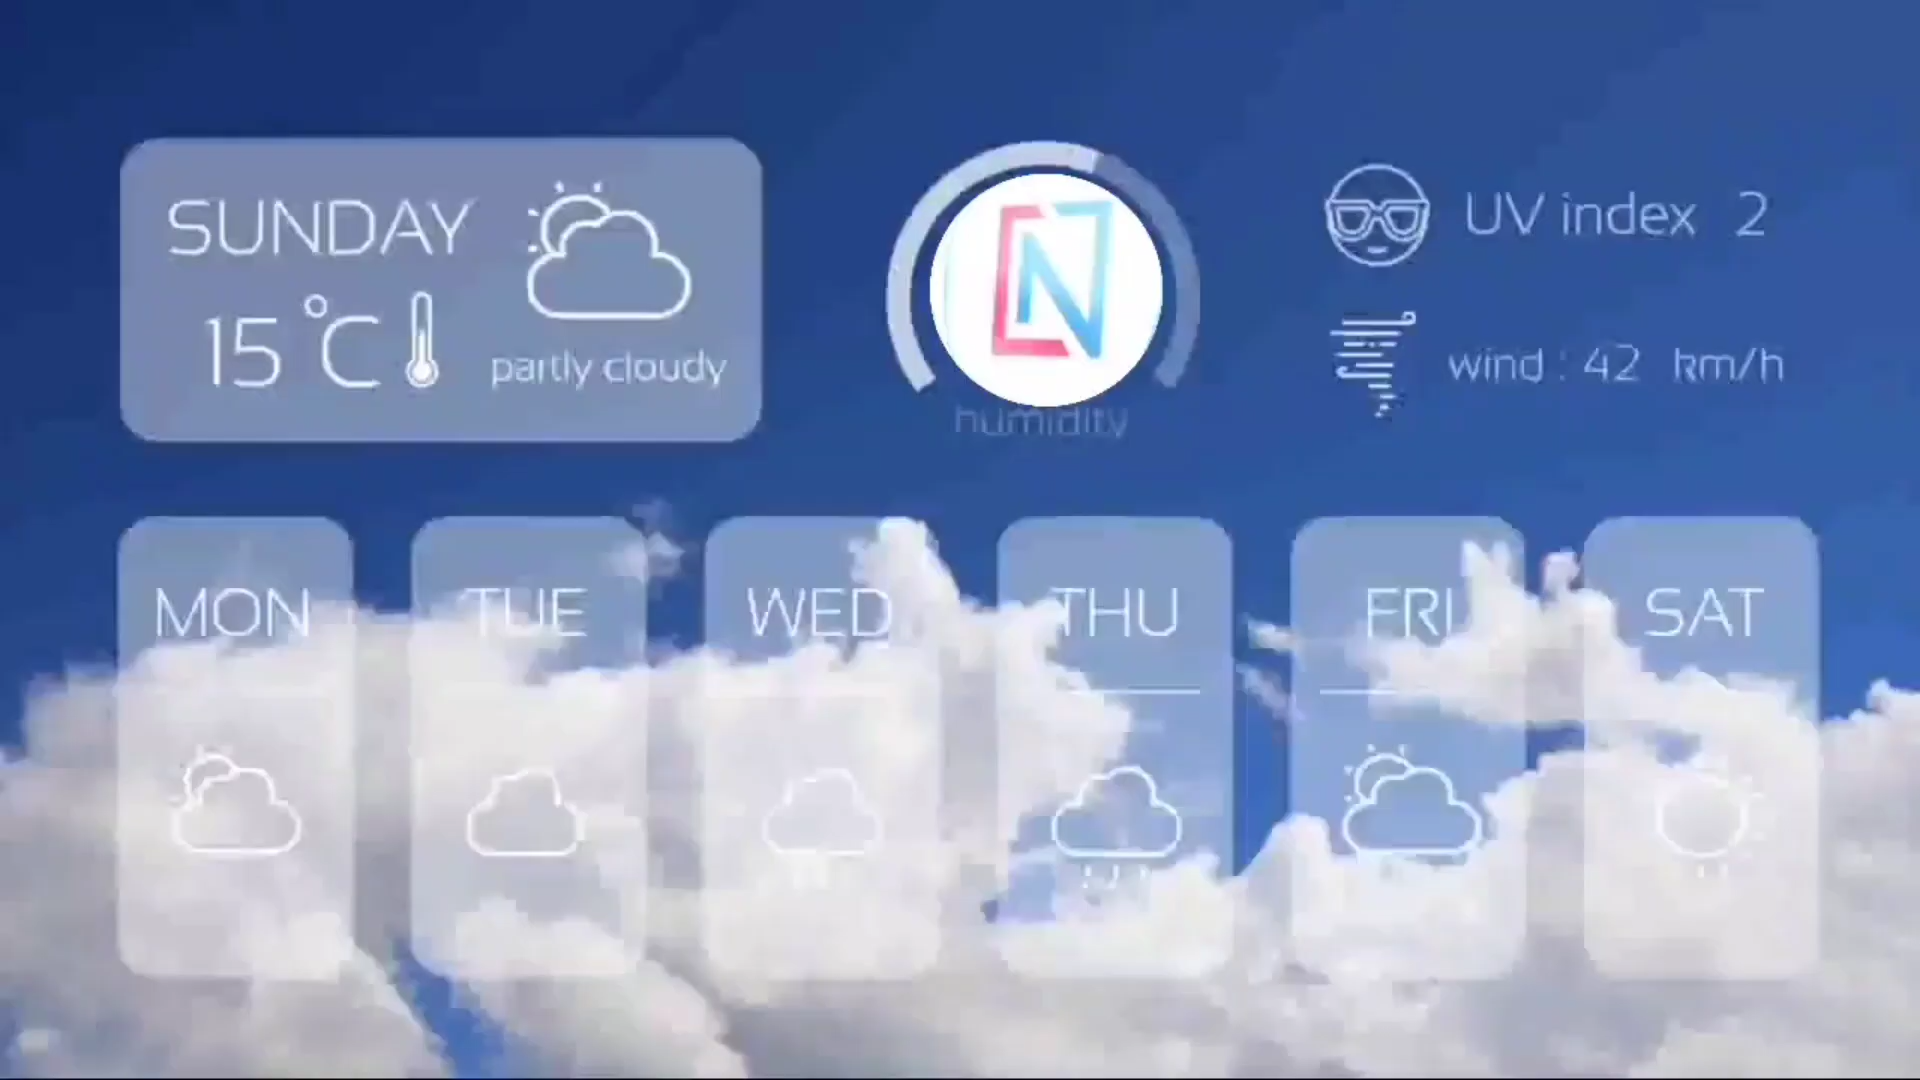 SUNDAY
15 °C
partly cloudy
N
humidity
UV index 2
wind : 42 km/h
MON
TUE
WED
THU
FRI
SAT